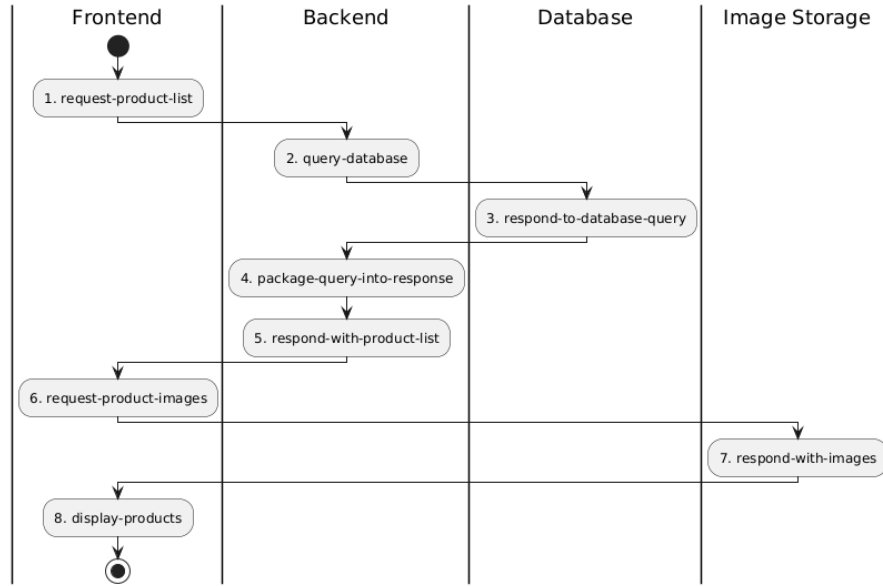 Frontend
Backend
Database
Image Storage
1. request-product-list
2. query-database
3. respond-to-database-query
4. package-query-into-response
5. respond-with-product-list
6. request-product-images
7. respond-with-images
8. display-products